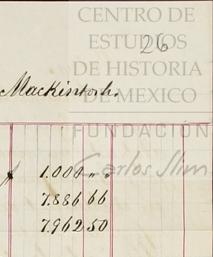 CENTRO DE
ESTUDIOS
26
DE HISTORIA
Mackintosh.
DE MEXICO
FUNDACIÓN
Carlos Slim
1.000 " "
7.886 66
7.962 50